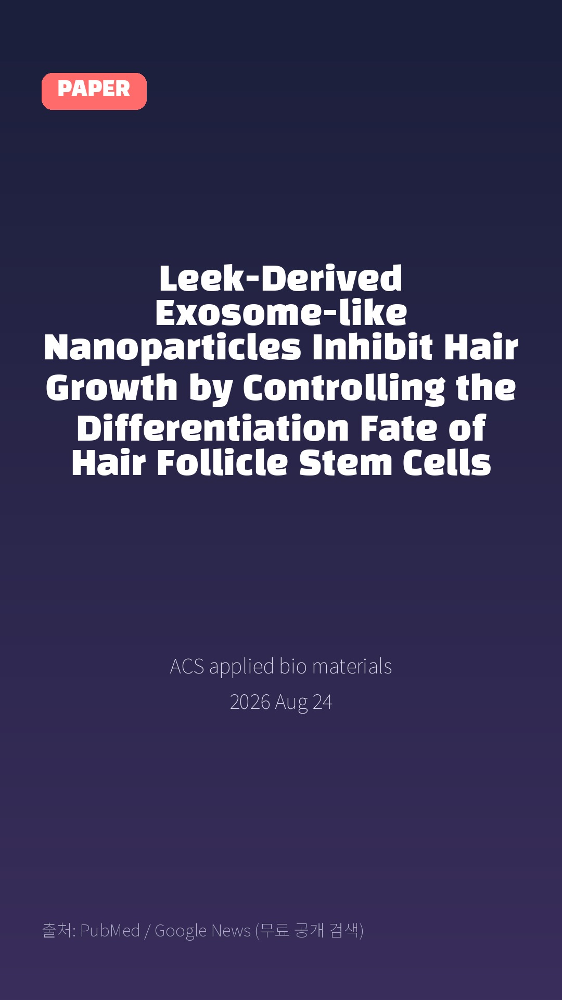 PAPER
Leek-Derived
Exosome-like
Nanoparticles Inhibit Hair
Growth by Controlling the
Differentiation Fate of
Hair Follicle Stem Cells
ACS applied bio materials
2026 Aug 24
출처: PubMed / Google News (무료 공개 검색)